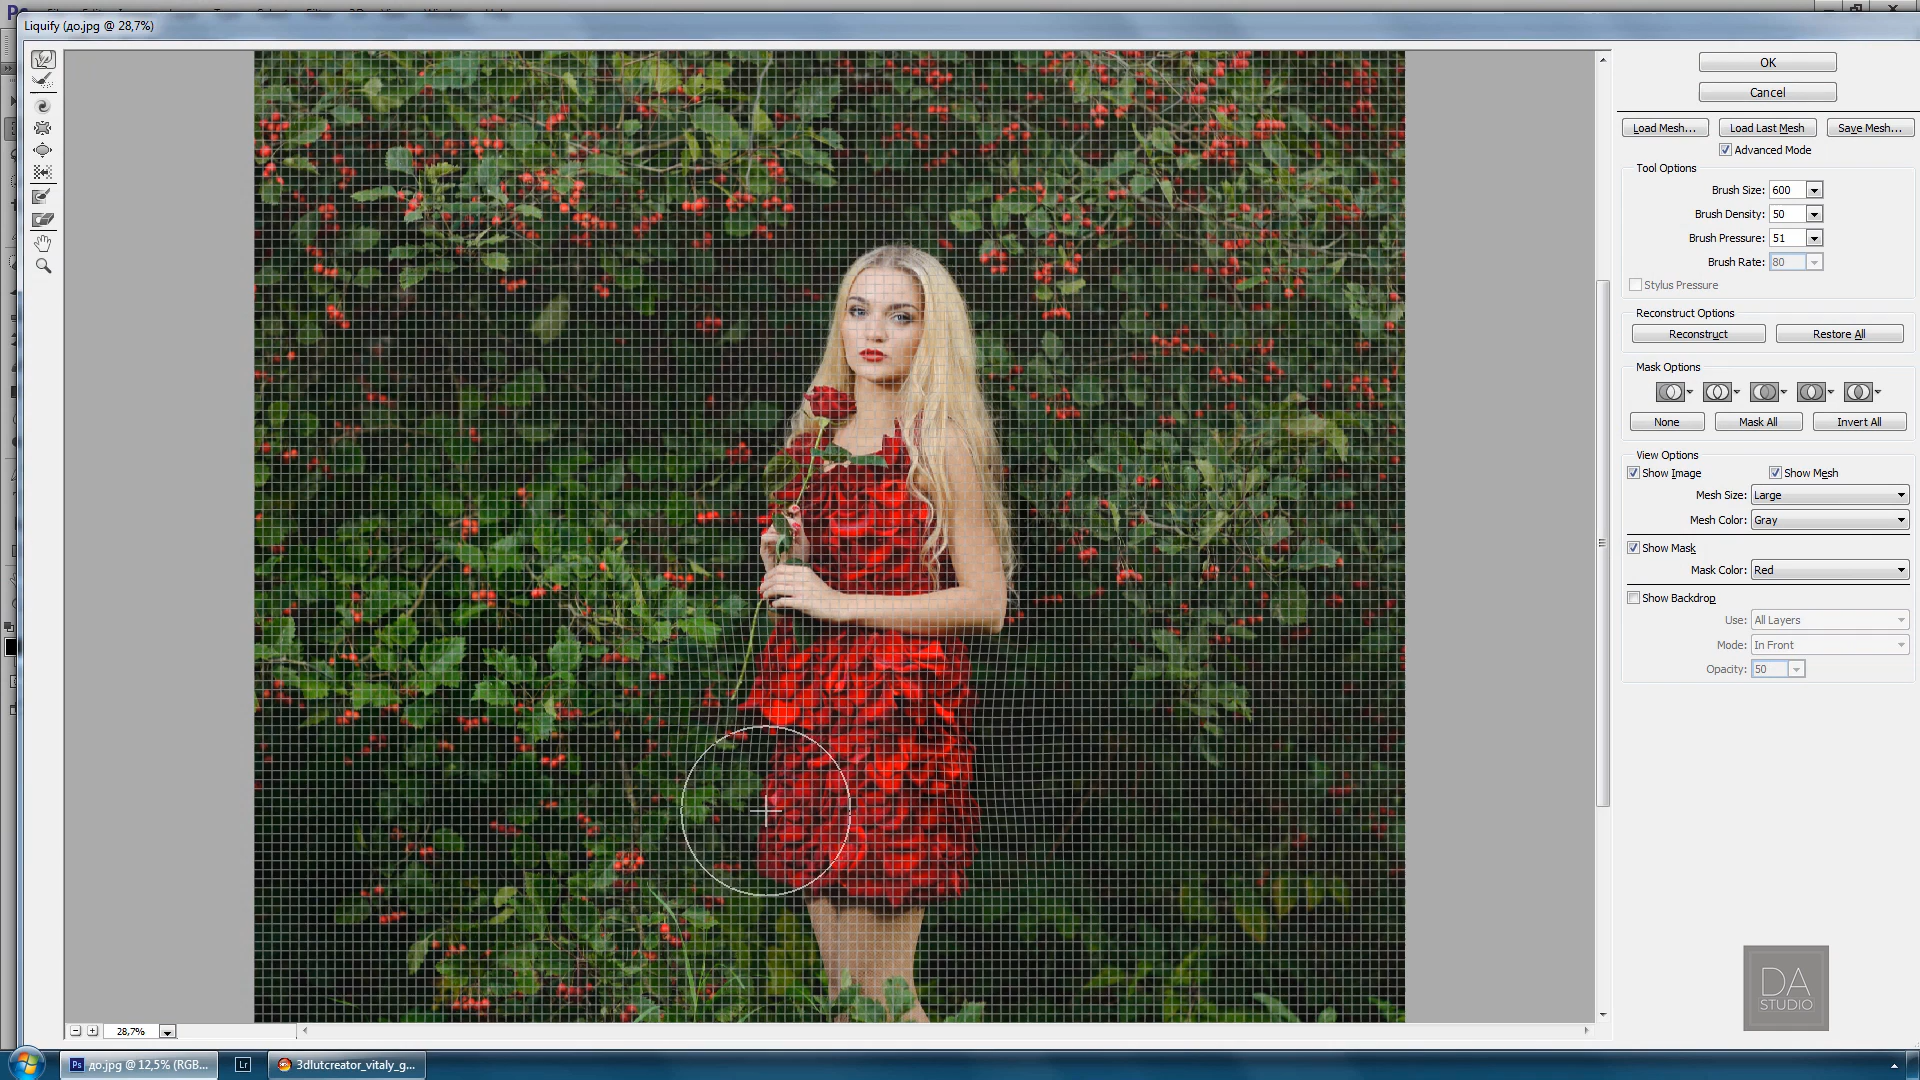 Liquify (до.jpg @ 28,7%)
OK
Cancel
Load Mesh...
Load Last Mesh
Save Mesh...
Advanced Mode
Tool Options
Brush Size: 600
Brush Density: 50
Brush Pressure: 51
Brush Rate: 80
Stylus Pressure
Reconstruct Options
Reconstruct
Restore All
Mask Options
None
Mask All
Invert All
View Options
Show Image
Show Mesh
Mesh Size: Large
Mesh Color: Gray
Show Mask
Mask Color: Red
Show Backdrop
Use: All Layers
Mode: In Front
Opacity: 50
DA
STUDIO
28,7%
Ps до.jpg @ 12,5% (RGB...
Lr
3dlutcreator_vitaly_g...